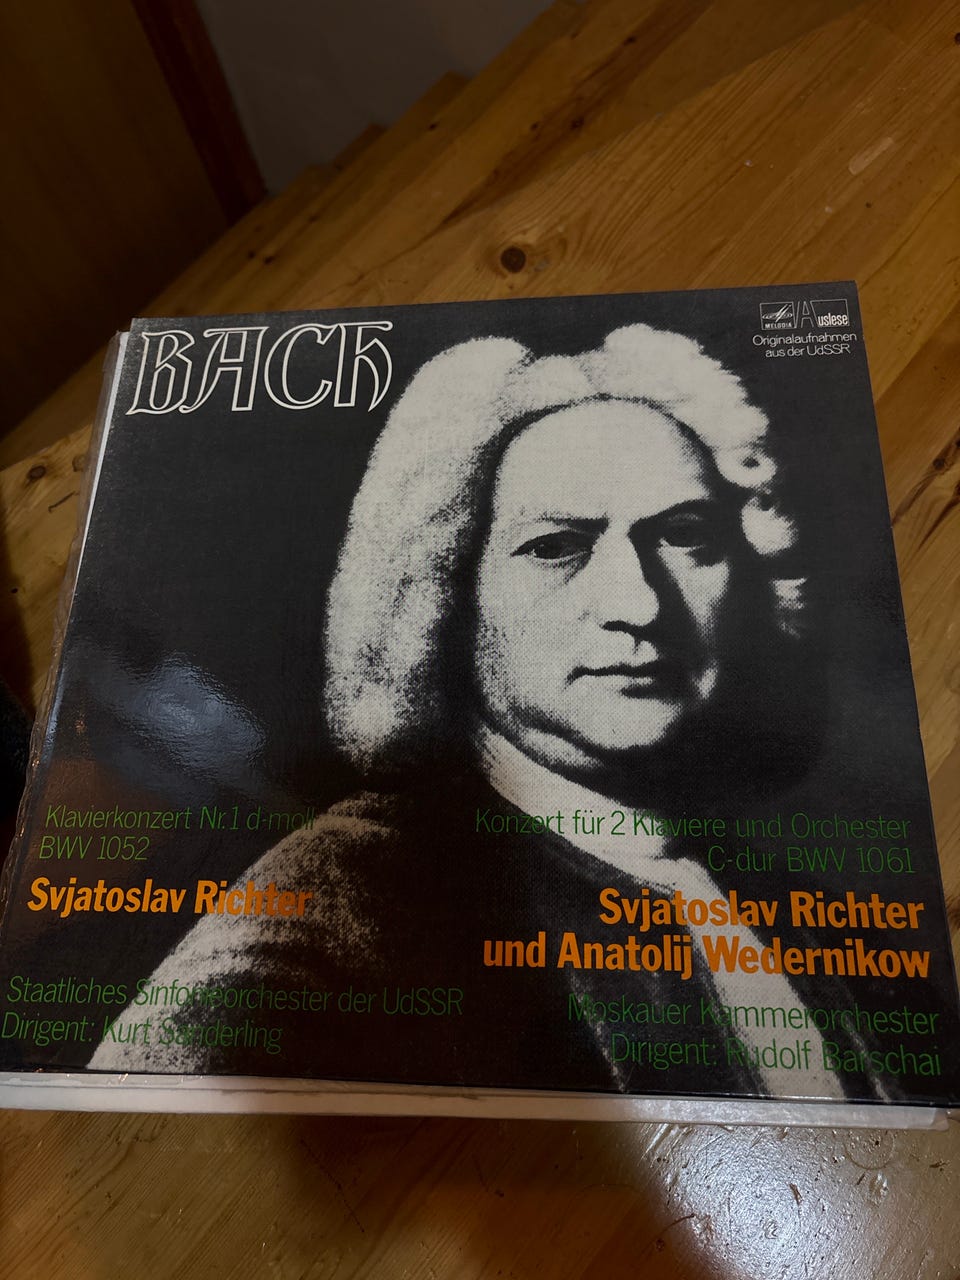 BACH
MELODIA Auslese
Originalaufnahmen
aus der UdSSR
Klavierkonzert Nr. 1 d-moll
BWV 1052
Svjatoslav Richter
Staatliches Sinfonieorchester der UdSSR
Dirigent: Kurt Sanderling
Konzert für 2 Klaviere und Orchester
C-dur BWV 1061
Svjatoslav Richter
und Anatolij Wedernikow
Moskauer Kammerorchester
Dirigent: Rudolf Barschai